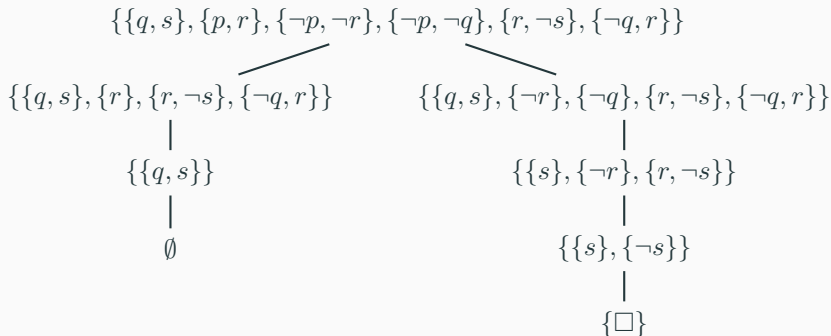 {{q, s}, {p, r}, {¬p, ¬r}, {¬p, ¬q}, {r, ¬s}, {¬q, r}}
{{q, s}, {r}, {r, ¬s}, {¬q, r}} {{q, s}, {¬r}, {¬q}, {r, ¬s}, {¬q, r}}
{{q, s}} {{s}, {¬r}, {r, ¬s}}
∅ {{s}, {¬s}}
{□}